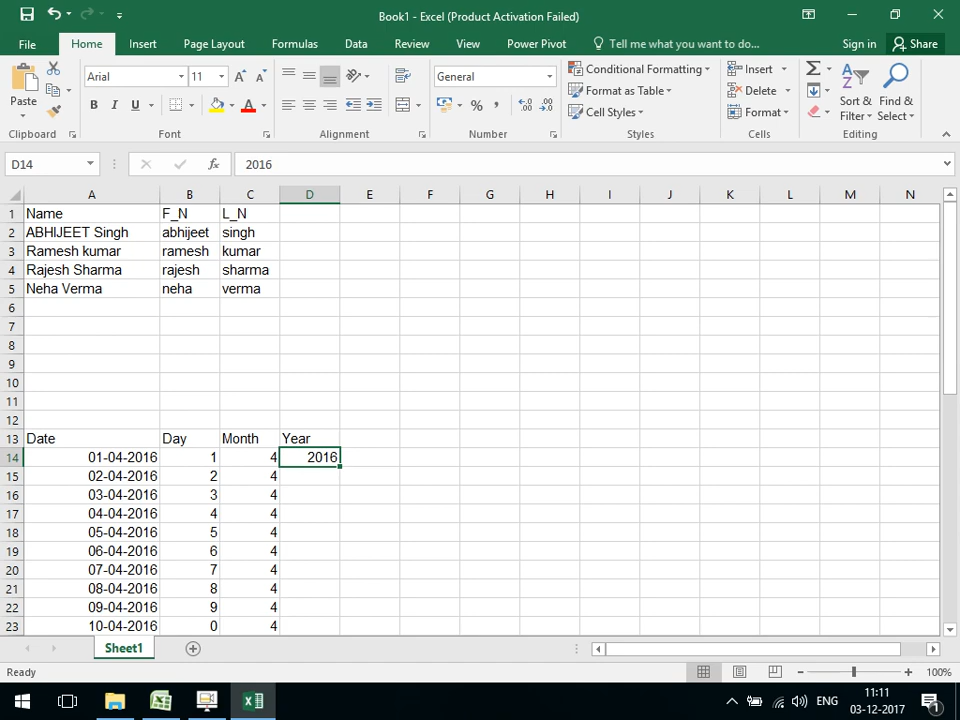 Book1 - Excel (Product Activation Failed)
File Home Insert Page Layout Formulas Data Review View Power Pivot Tell me what you want to do... Sign in Share
Paste Arial 11 A A General Conditional Formatting Insert
B I U A % Format as Table Delete Sort & Find &
Cell Styles Format Filter Select
Clipboard Font Alignment Number Styles Cells Editing
D14 fx 2016
A B C D E F G H I J K L M N
1 Name F_N L_N
2 ABHIJEET Singh abhijeet singh
3 Ramesh kumar ramesh kumar
4 Rajesh Sharma rajesh sharma
5 Neha Verma neha verma
6
7
8
9
10
11
12
13 Date Day Month Year
14 01-04-2016 1 4 2016
15 02-04-2016 2 4
16 03-04-2016 3 4
17 04-04-2016 4 4
18 05-04-2016 5 4
19 06-04-2016 6 4
20 07-04-2016 7 4
21 08-04-2016 8 4
22 09-04-2016 9 4
23 10-04-2016 0 4
Sheet1
Ready 100%
ENG 11:11
03-12-2017
1